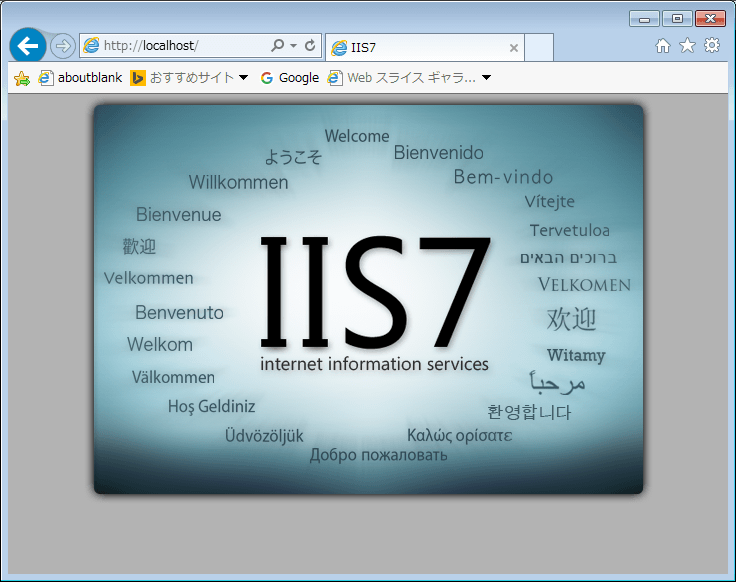 http://localhost/
IIS7
aboutblank
おすすめサイト
Google
Web スライス ギャラ...
Welcome
ようこそ
Bienvenido
Willkommen
Bem-vindo
Vítejte
Bienvenue
Tervetuloa
歡迎
ברוכים הבאים
Velkommen
VELKOMEN
Benvenuto
欢迎
Welkom
Witamy
Välkommen
مرحباً
Hoş Geldiniz
환영합니다
Üdvözöljük
Καλώς ορίσατε
Добро пожаловать
IIS7
internet information services